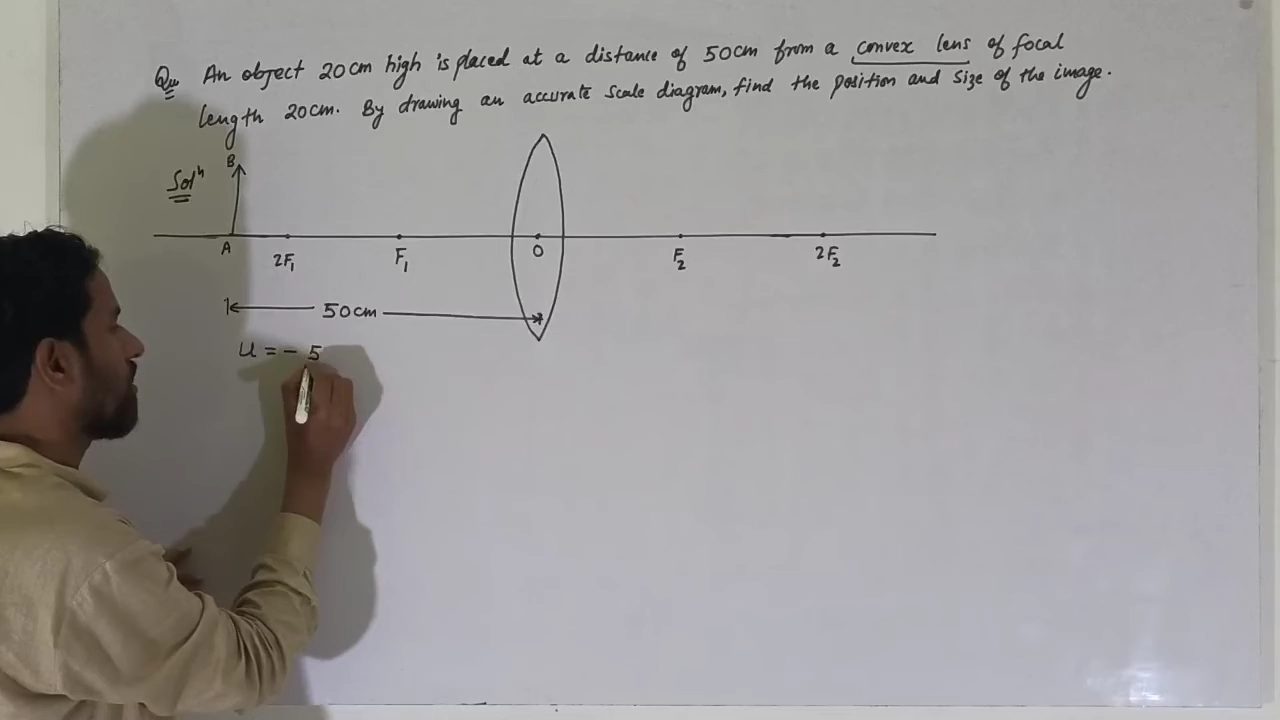 Qu An object 20cm high is placed at a distance of 50cm from a convex lens of focal
length 20cm. By drawing an accurate scale diagram, find the position and size of the image.
Solⁿ
B
A 2F₁ F₁ O F₂ 2F₂
50cm
u = - 5